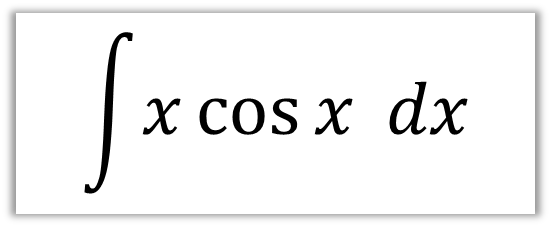 ∫ x cos x dx